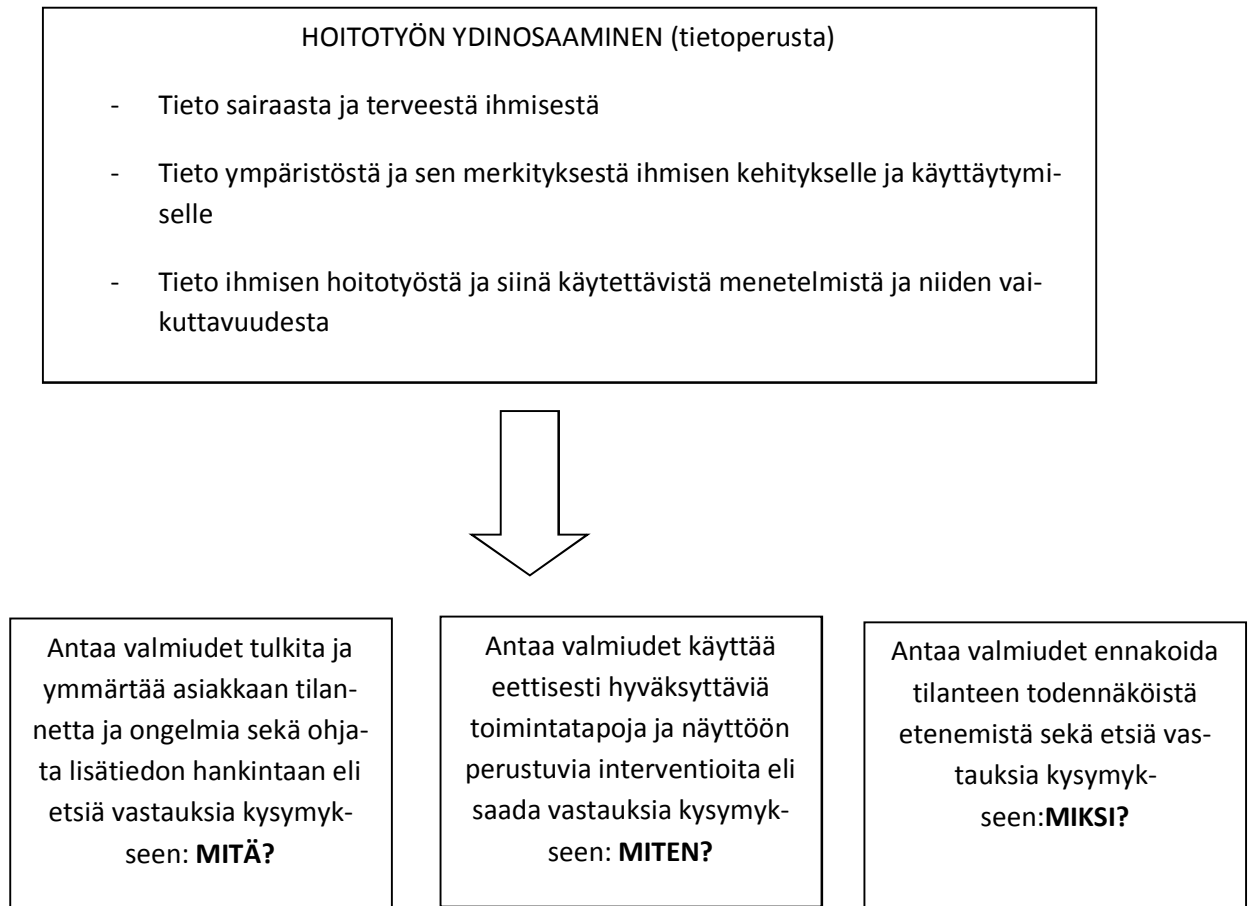 HOITOTYÖN YDINOSAAMINEN (tietoperusta)
- Tieto sairaasta ja terveestä ihmisestä
- Tieto ympäristöstä ja sen merkityksestä ihmisen kehitykselle ja käyttäytymi-
selle
- Tieto ihmisen hoitotyöstä ja siinä käytettävistä menetelmistä ja niiden vai-
kuttavuudesta
Antaa valmiudet tulkita ja
ymmärtää asiakkaan tilan-
netta ja ongelmia sekä ohja-
ta lisätiedon hankintaan eli
etsiä vastauksia kysymyk-
seen: MITÄ?
Antaa valmiudet käyttää
eettisesti hyväksyttäviä
toimintatapoja ja näyttöön
perustuvia interventioita eli
saada vastauksia kysymyk-
seen: MITEN?
Antaa valmiudet ennakoida
tilanteen todennäköistä
etenemistä sekä etsiä vas-
tauksia kysymyk-
seen:MIKSI?